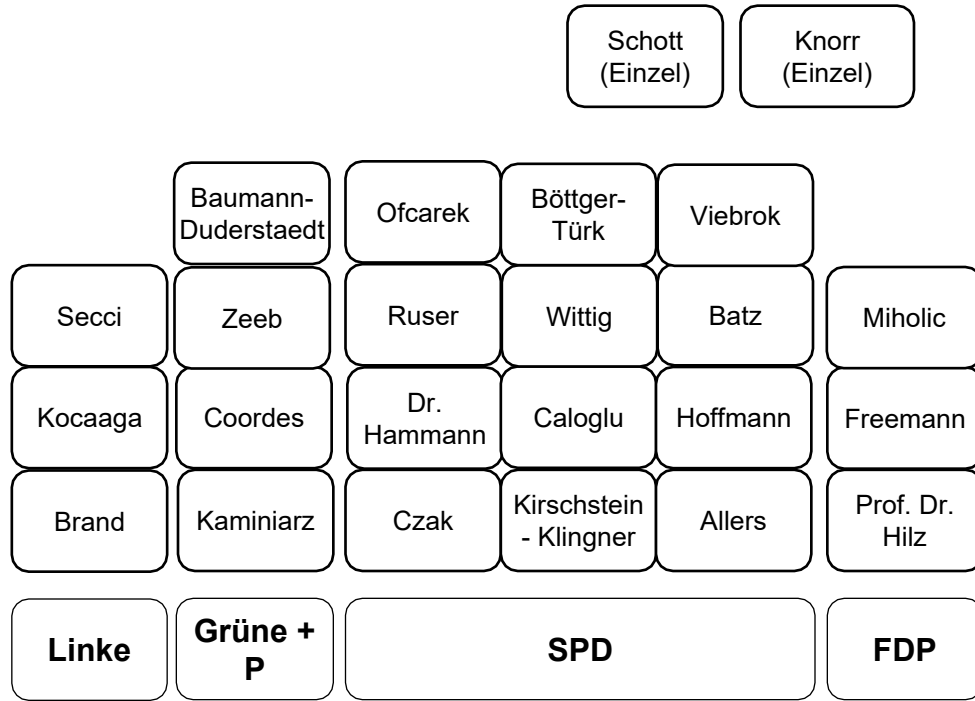 Schott
(Einzel)
Knorr
(Einzel)
Baumann-
Duderstaedt
Ofcarek
Böttger-
Türk
Viebrok
Secci
Zeeb
Ruser
Wittig
Batz
Miholic
Kocaaga
Coordes
Dr.
Hammann
Caloglu
Hoffmann
Freemann
Brand
Kaminiarz
Czak
Kirschstein
- Klingner
Allers
Prof. Dr.
Hilz
Linke
Grüne +
P
SPD
FDP